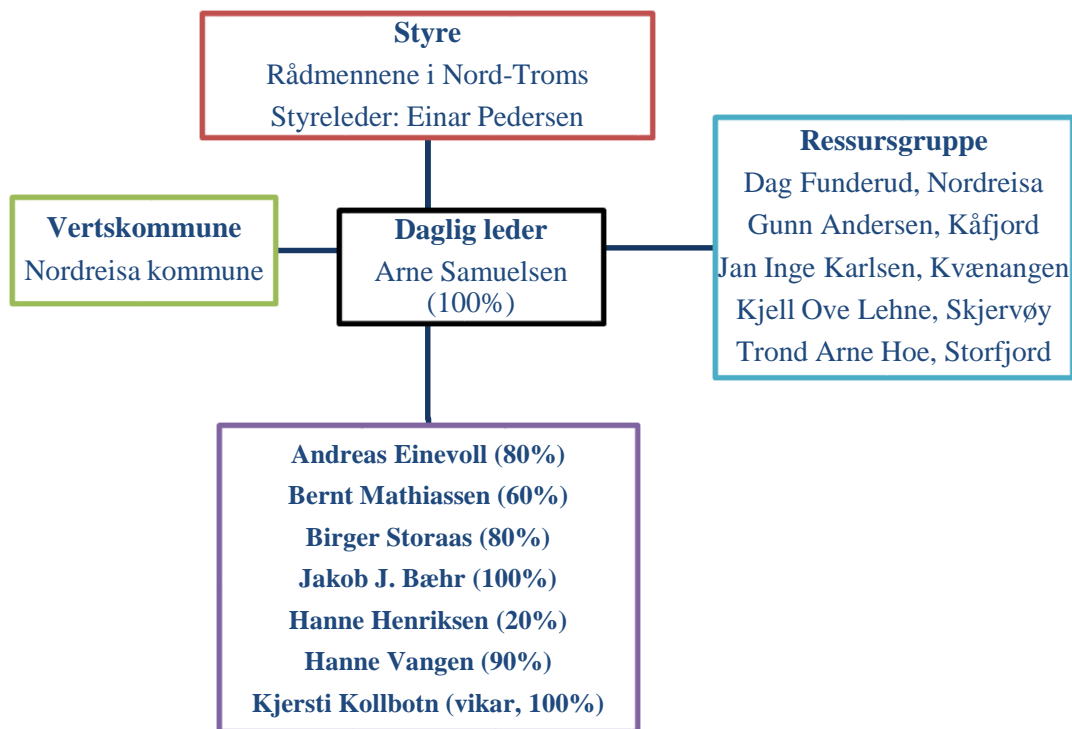 Styre
Rådmennene i Nord-Troms
Styreleder: Einar Pedersen
Ressursgruppe
Dag Funderud, Nordreisa
Gunn Andersen, Kåfjord
Jan Inge Karlsen, Kvænangen
Kjell Ove Lehne, Skjervøy
Trond Arne Hoe, Storfjord
Vertskommune
Nordreisa kommune
Daglig leder
Arne Samuelsen
(100%)
Andreas Einevoll (80%)
Bernt Mathiassen (60%)
Birger Storaas (80%)
Jakob J. Bæhr (100%)
Hanne Henriksen (20%)
Hanne Vangen (90%)
Kjersti Kollbotn (vikar, 100%)